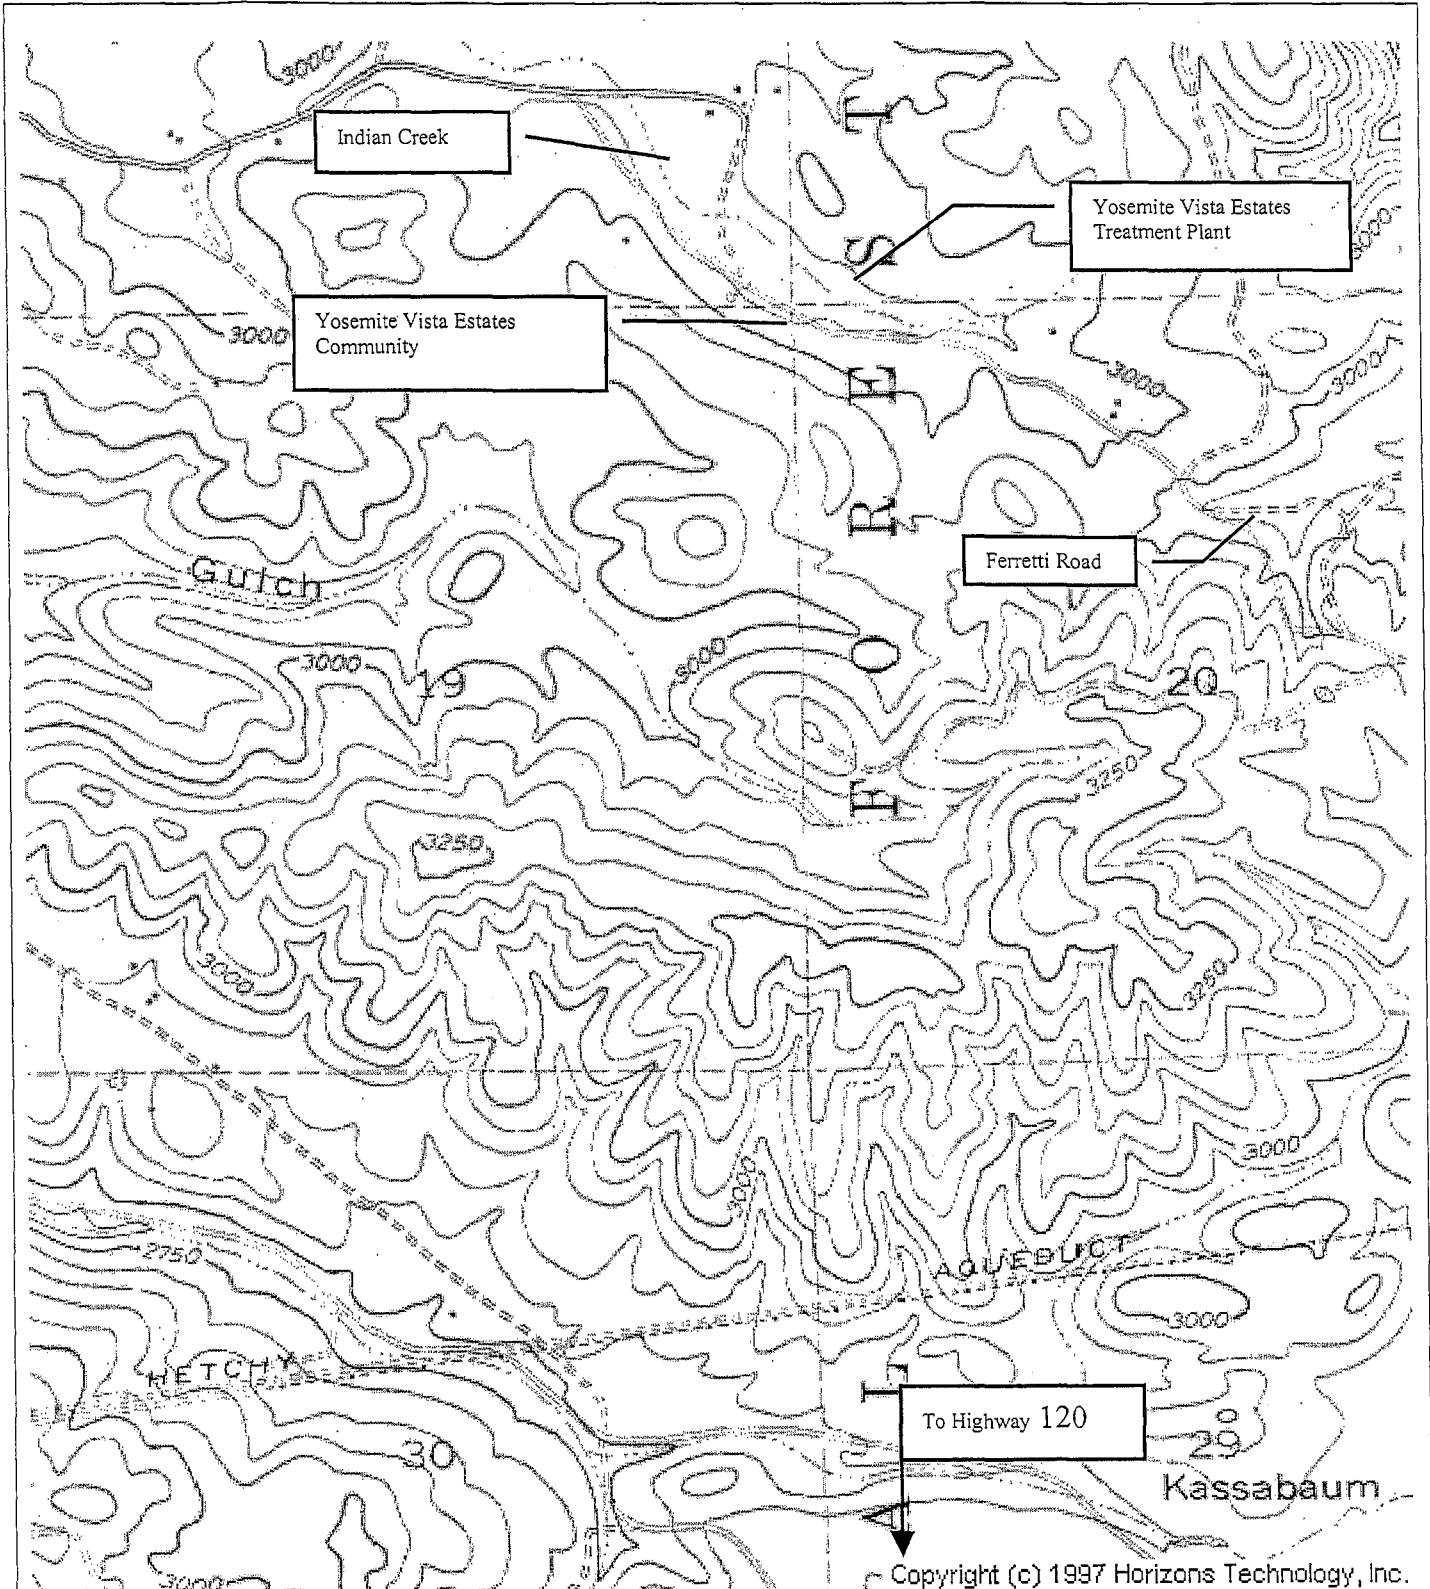 3000
Indian Creek
Yosemite Vista Estates
Treatment Plant
3000
Yosemite Vista Estates
Community
3000
3000
3000
Ferretti Road
Gulch
3000
3000
19
20
3250
3250
3000
3250
3000
3000
2750
AQUEDUCT
3000
HETCHY
To Highway 120
30
29
Kassabaum
3000
F O R E S T
A
T
Copyright (c) 1997 Horizons Technology, Inc.